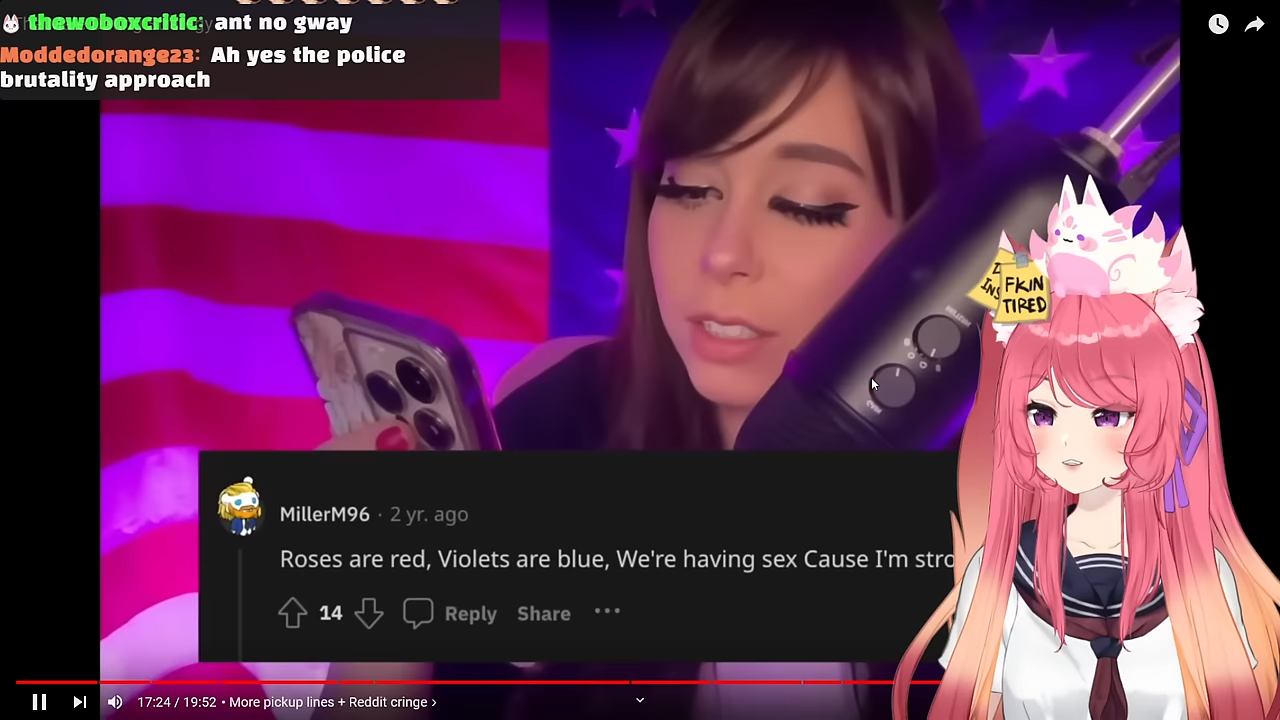 thewoboxcritic: ant no gway
Moddedorange23: Ah yes the police
brutality approach
FKIN
TIRED
MillerM96 · 2 yr. ago
Roses are red, Violets are blue, We're having sex Cause I'm stro
14 Reply Share ···
17:24 / 19:52 • More pickup lines + Reddit cringe ›